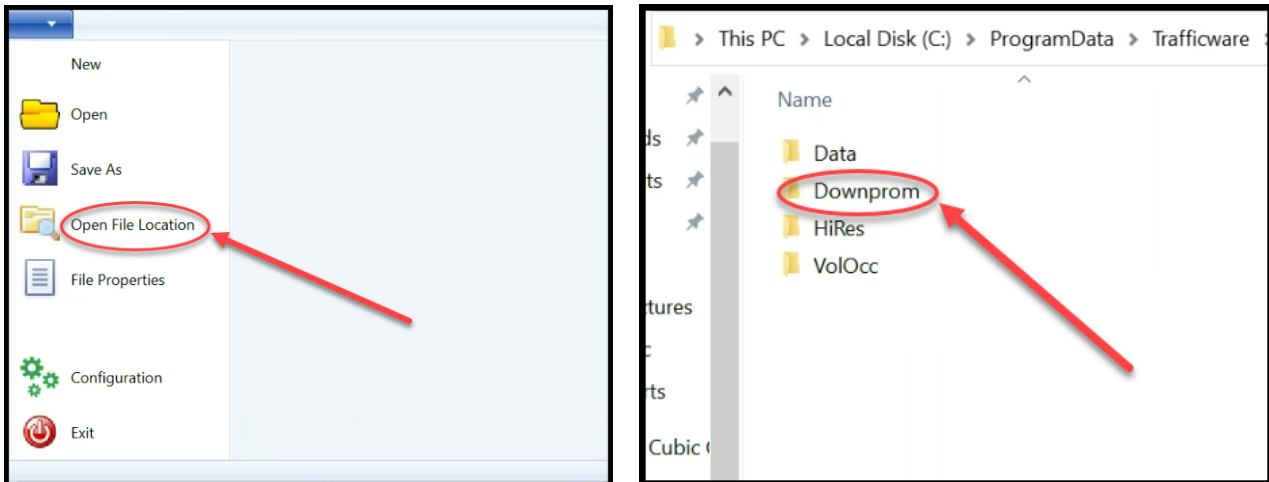 New
Open
Save As
Open File Location
File Properties
Configuration
Exit
This PC > Local Disk (C:) > ProgramData > Trafficware
Name
Data
Downprom
HiRes
VolOcc
ds
ts
tures
rts
Cubic